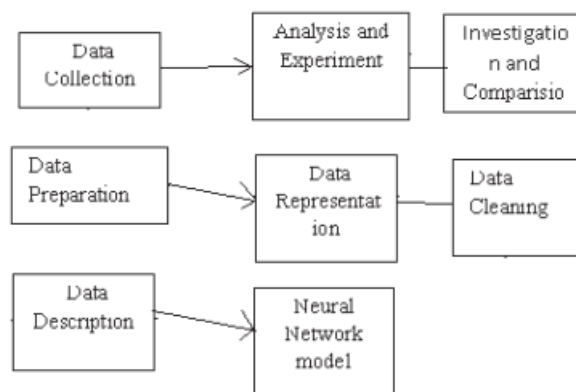 Data
Collection
Analysis and
Experiment
Investigatio
n and
Comparisio
Data
Preparation
Data
Representat
ion
Data
Cleaning
Data
Description
Neural
Network
model